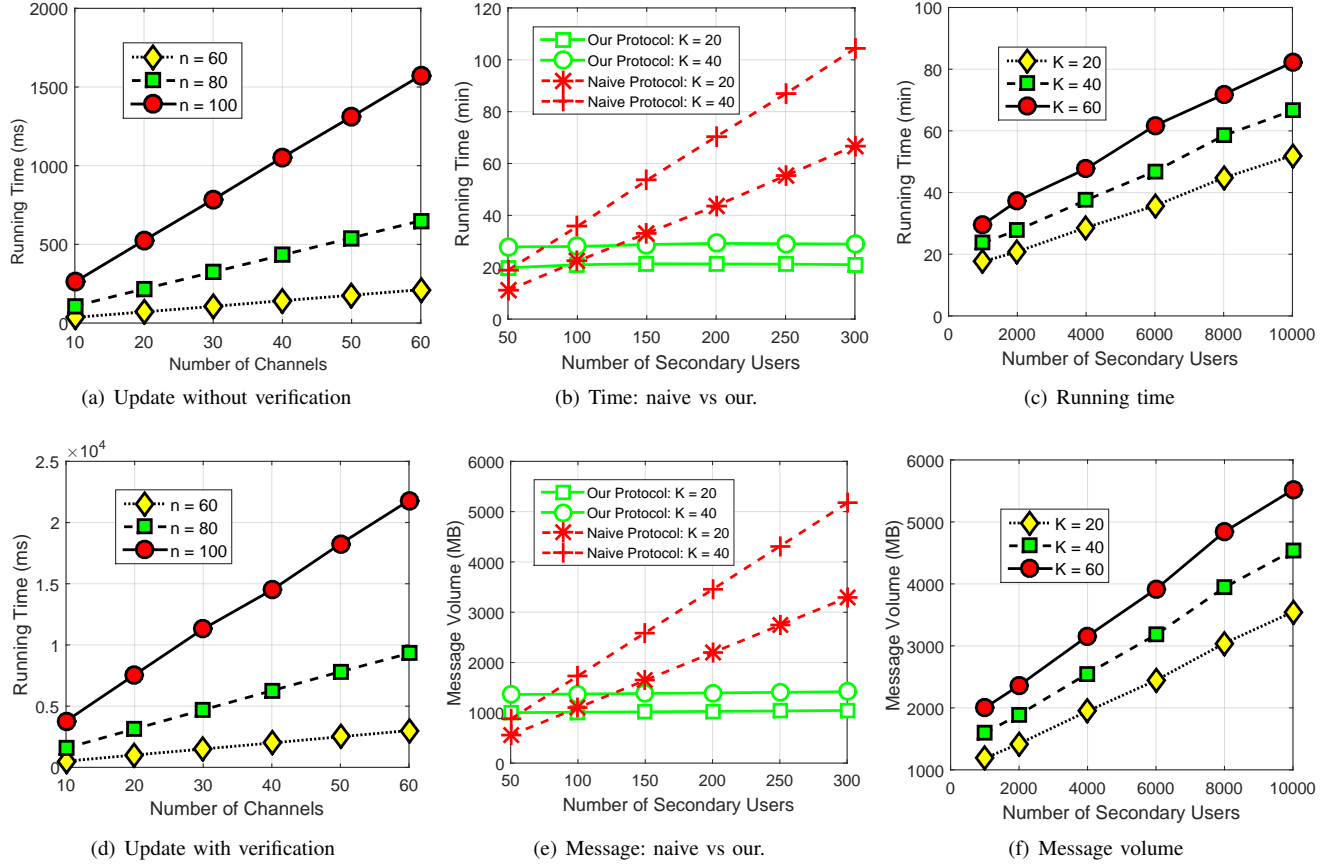 2000
1500
1000
500
0
Running Time (ms)
n = 60
n = 80
n = 100
10 20 30 40 50 60
Number of Channels
(a) Update without verification
120
100
80
60
40
20
0
Running Time (min)
Our Protocol: K = 20
Our Protocol: K = 40
Naive Protocol: K = 20
Naive Protocol: K = 40
50 100 150 200 250 300
Number of Secondary Users
(b) Time: naive vs our.
100
80
60
40
20
0
Running Time (min)
K = 20
K = 40
K = 60
0 2000 4000 6000 8000 10000
Number of Secondary Users
(c) Running time
×10⁴
2.5
2
1.5
1
0.5
0
Running Time (ms)
n = 60
n = 80
n = 100
10 20 30 40 50 60
Number of Channels
(d) Update with verification
6000
5000
4000
3000
2000
1000
0
Message Volume (MB)
Our Protocol: K = 20
Our Protocol: K = 40
Naive Protocol: K = 20
Naive Protocol: K = 40
50 100 150 200 250 300
Number of Secondary Users
(e) Message: naive vs our.
6000
5000
4000
3000
2000
1000
Message Volume (MB)
K = 20
K = 40
K = 60
0 2000 4000 6000 8000 10000
Number of Secondary Users
(f) Message volume